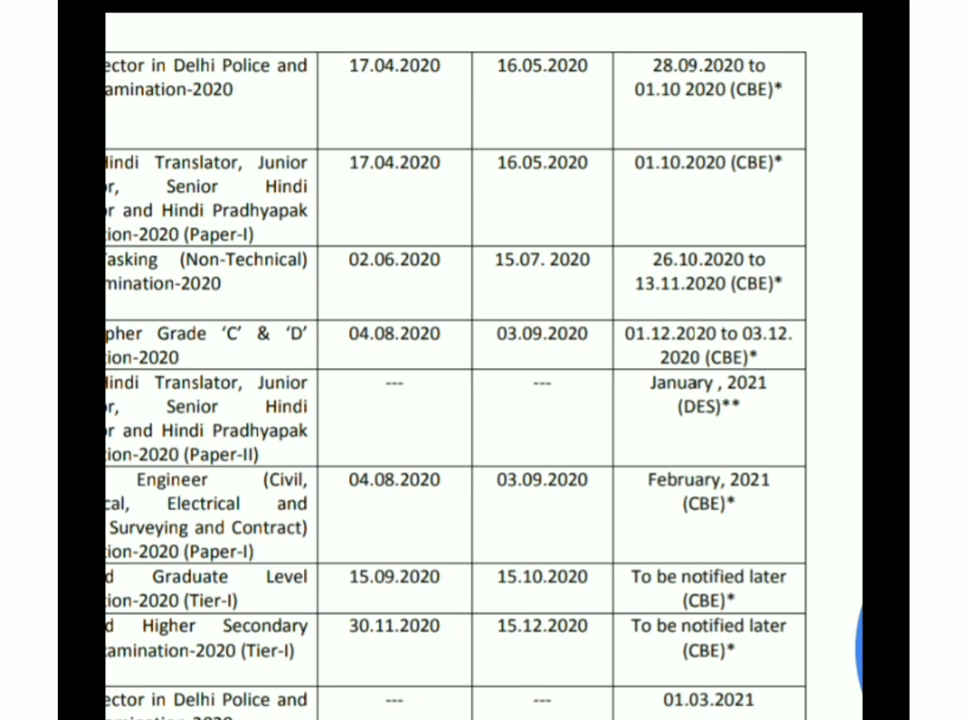 ector in Delhi Police and 17.04.2020 16.05.2020 28.09.2020 to
amination-2020 01.10 2020 (CBE)*
Hindi Translator, Junior 17.04.2020 16.05.2020 01.10.2020 (CBE)*
r, Senior Hindi
r and Hindi Pradhyapak
ion-2020 (Paper-I)
asking (Non-Technical) 02.06.2020 15.07. 2020 26.10.2020 to
mination-2020 13.11.2020 (CBE)*
pher Grade ‘C’ & ‘D’ 04.08.2020 03.09.2020 01.12.2020 to 03.12.
ion-2020 2020 (CBE)*
Hindi Translator, Junior --- --- January , 2021
r, Senior Hindi (DES)**
r and Hindi Pradhyapak
ion-2020 (Paper-II)
Engineer (Civil, 04.08.2020 03.09.2020 February, 2021
cal, Electrical and (CBE)*
Surveying and Contract)
ion-2020 (Paper-I)
d Graduate Level 15.09.2020 15.10.2020 To be notified later
ion-2020 (Tier-I) (CBE)*
d Higher Secondary 30.11.2020 15.12.2020 To be notified later
amination-2020 (Tier-I) (CBE)*
ector in Delhi Police and --- --- 01.03.2021